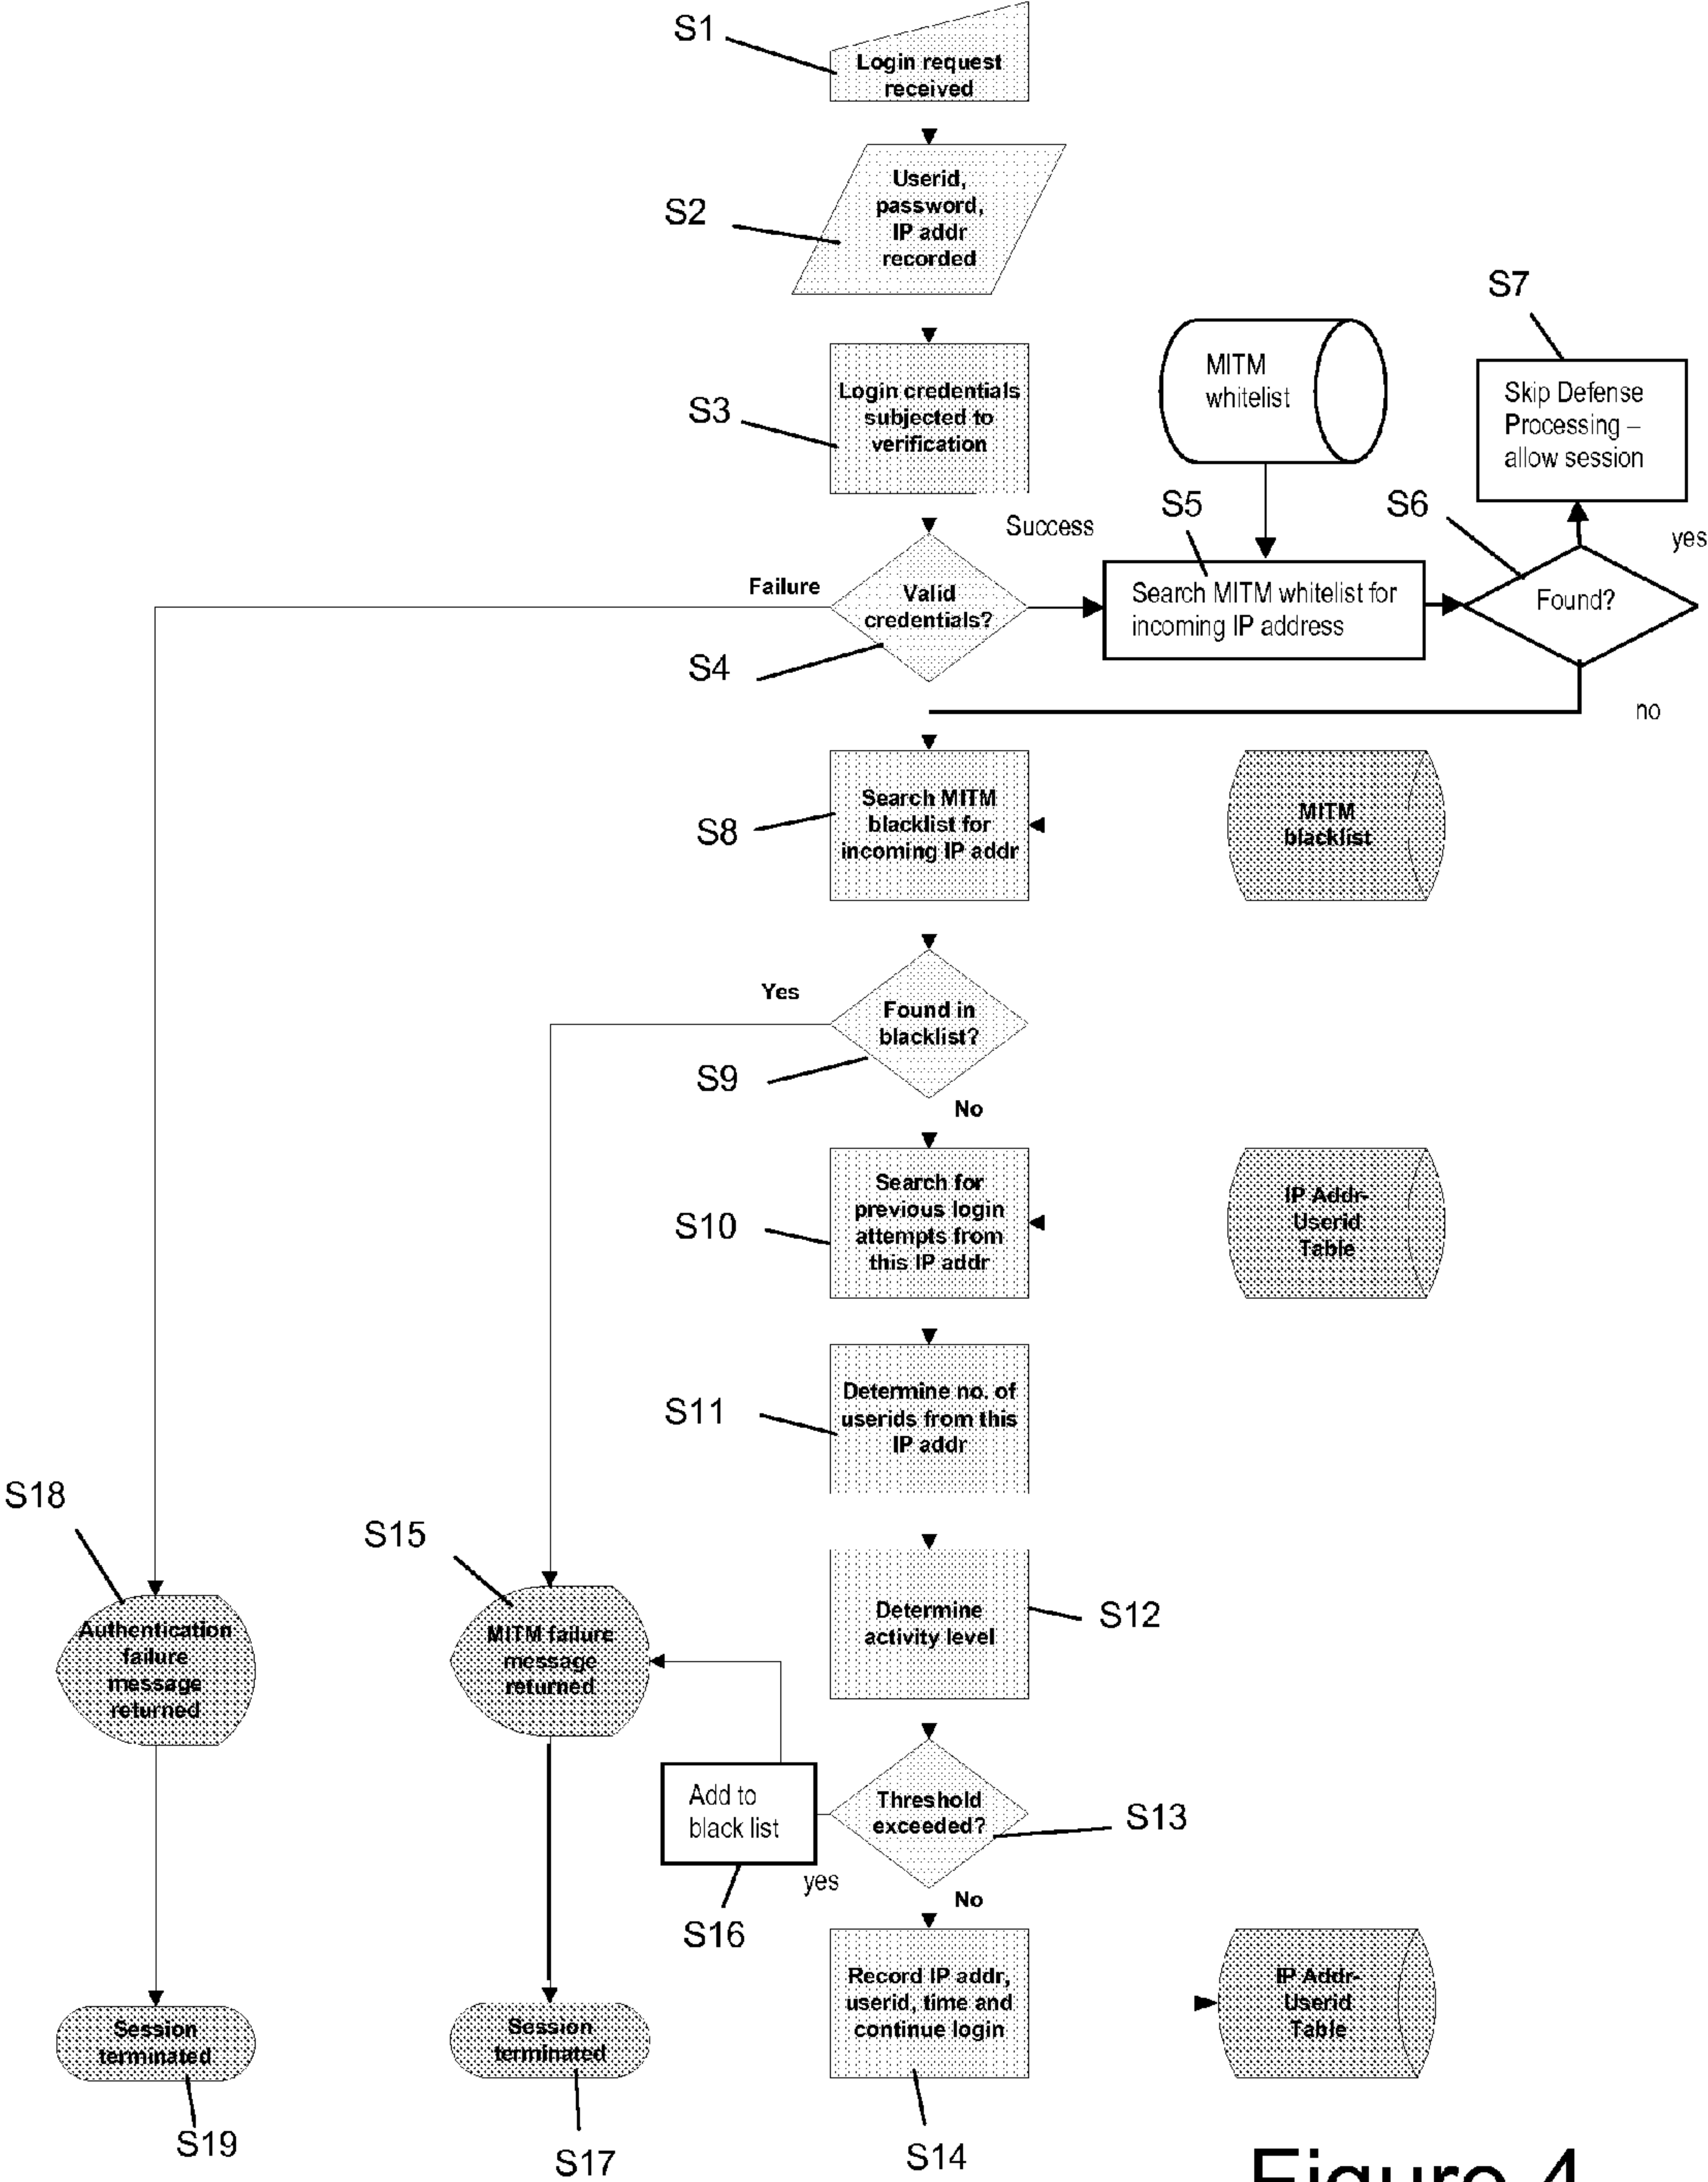 S1
Login request
received
S2
Userid,
password,
IP addr
recorded
S3
Login credentials
subjected to
verification
MITM
whitelist
S7
Skip Defense
Processing –
allow session
S4
Failure
Valid
credentials?
Success
S5
Search MITM whitelist for
incoming IP address
S6
Found?
yes
no
S8
Search MITM
blacklist for
incoming IP addr
MITM
blacklist
S9
Yes
Found in
blacklist?
No
S10
Search for
previous login
attempts from
this IP addr
IP Addr-
Userid
Table
S11
Determine no. of
userids from this
IP addr
S18
Authentication
failure
message
returned
S15
MITM failure
message
returned
S12
Determine
activity level
S16
Add to
black list
yes
S13
Threshold
exceeded?
No
S19
Session
terminated
S17
Session
terminated
S14
Record IP addr,
userid, time and
continue login
IP Addr-
Userid
Table
Figure 4